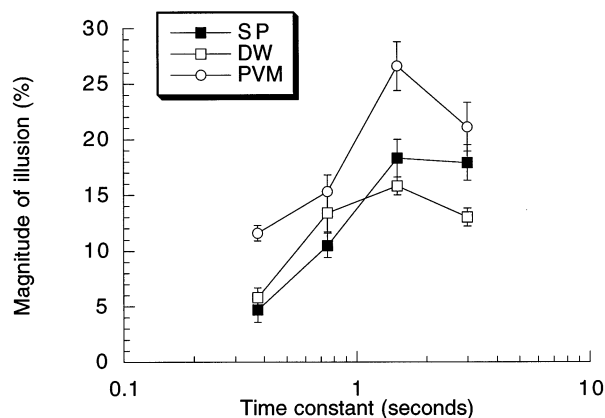 30
25
20
15
10
5
0
Magnitude of illusion (%)
SP
DW
PVM
0.1
1
10
Time constant (seconds)